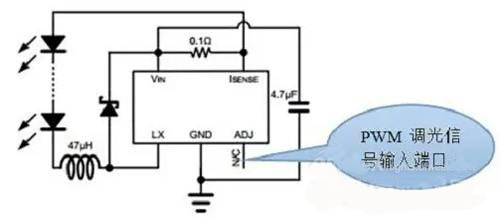 0.1Ω
VIN
ISENSE
4.7μF
47μH
LX
GND
ADJ
N/C
PWM 调光信
号输入端口